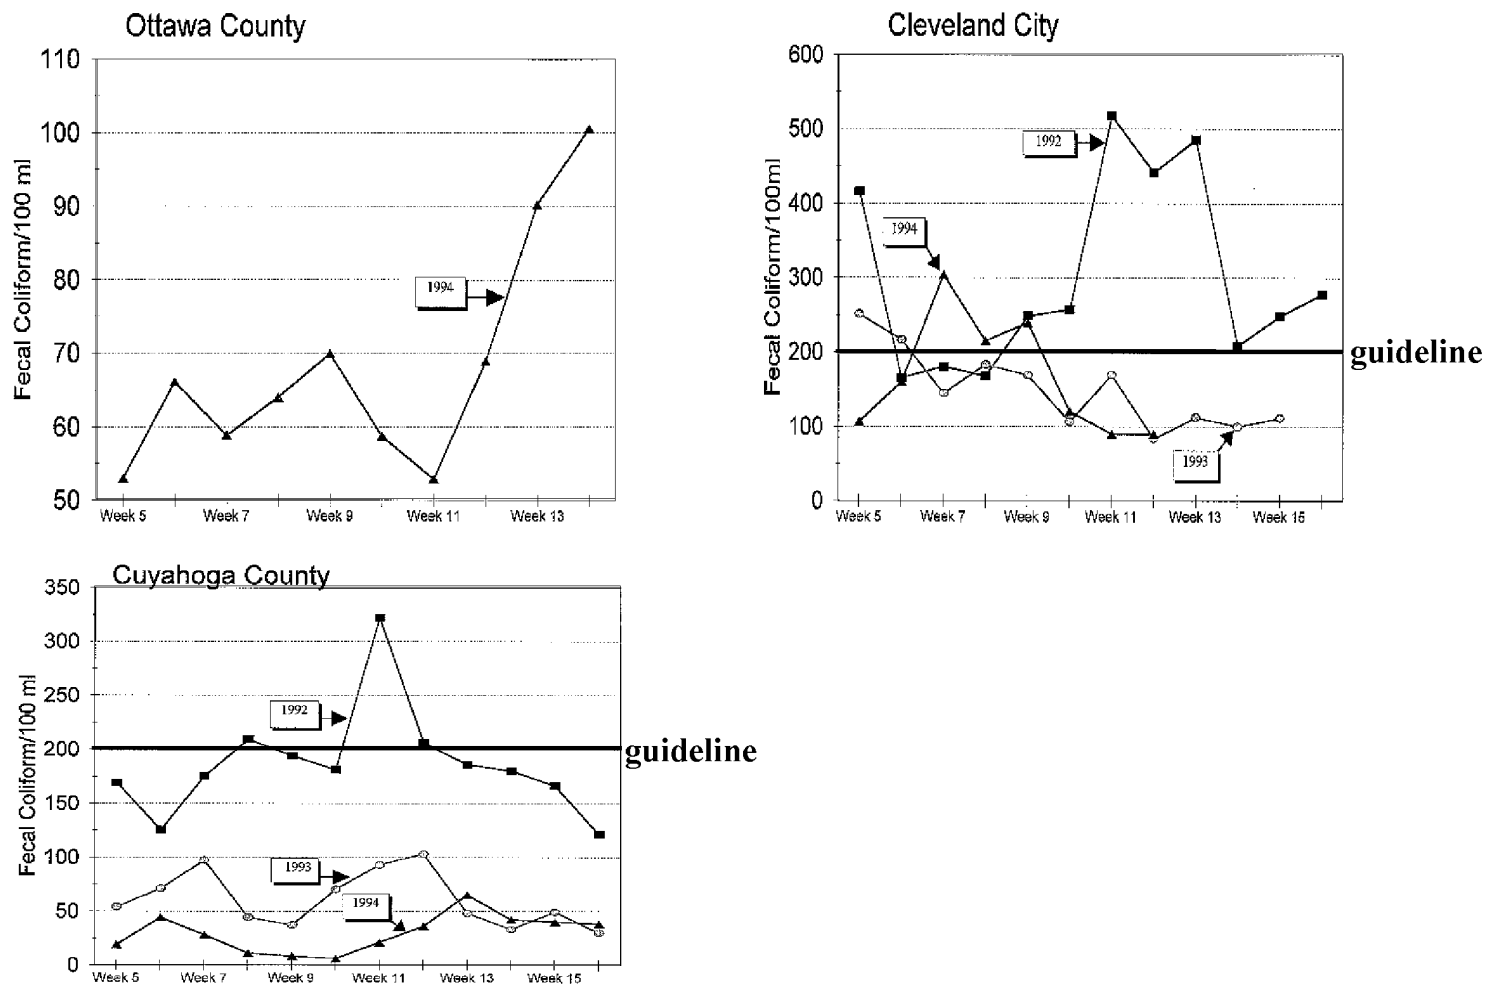 Ottawa County
110
100
90
80
70
60
50
Fecal Coliform/100 ml
1994
Week 5 Week 7 Week 9 Week 11 Week 13
Cleveland City
600
500
400
300
200
100
0
Fecal Coliform/100ml
1992
1994
1993
guideline
Week 5 Week 7 Week 9 Week 11 Week 13 Week 15
Cuyahoga County
350
300
250
200
150
100
50
0
Fecal Coliform/100 ml
1992
1993
1994
guideline
Week 5 Week 7 Week 9 Week 11 Week 13 Week 15